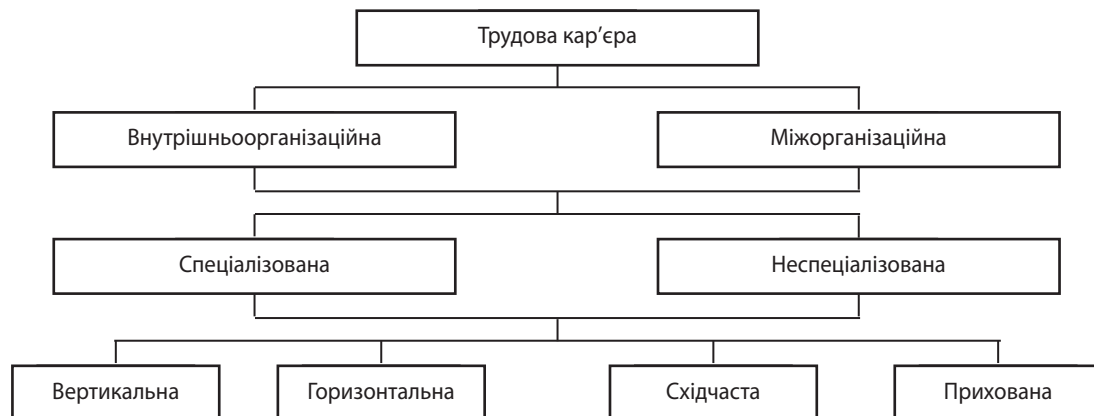 Трудова кар’єра
Внутрішньоорганізаційна
Міжорганізаційна
Спеціалізована
Неспеціалізована
Вертикальна
Горизонтальна
Східчаста
Прихована